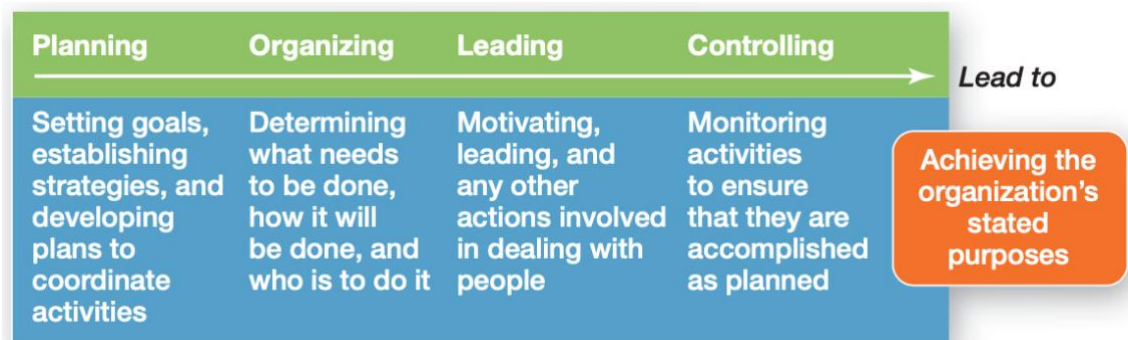 Planning
Organizing
Leading
Controlling
Lead to
Setting goals,
establishing
strategies, and
developing
plans to
coordinate
activities
Determining
what needs
to be done,
how it will
be done, and
who is to do it
Motivating,
leading, and
any other
actions involved
in dealing with
people
Monitoring
activities
to ensure
that they are
accomplished
as planned
Achieving the
organization's
stated
purposes